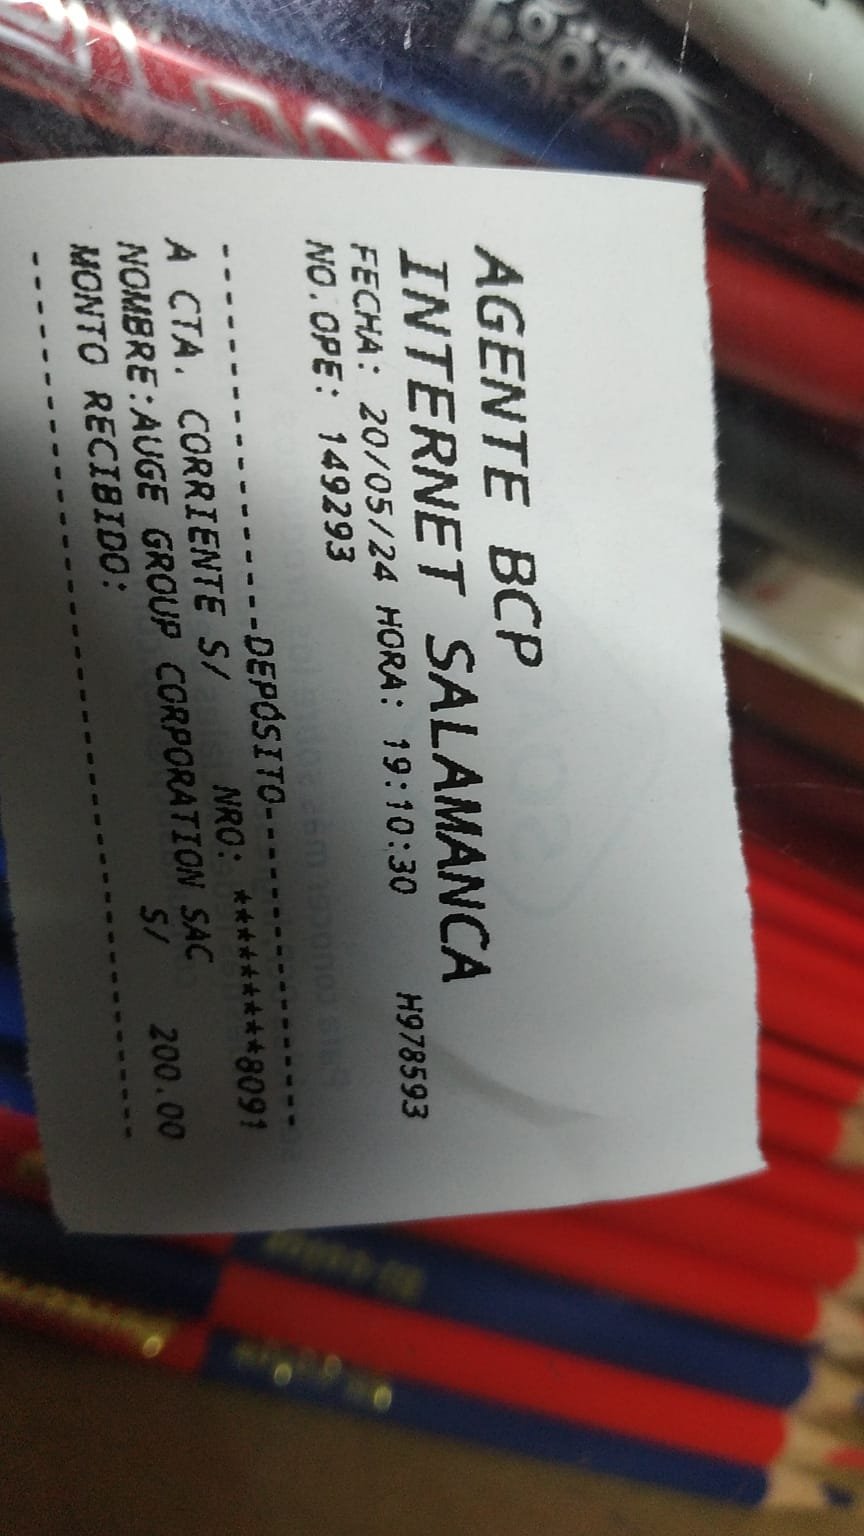 AGENTE BCP
INTERNET SALAMANCA
FECHA: 20/05/24 HORA: 19:10:30 H978593
NO.OPE: 149293
-----------------DEPÓSITO-----------------
A CTA. CORRIENTE S/ NRO: *********8091
NOMBRE:AUGE GROUP CORPORATION SAC
MONTO RECIBIDO: S/ 200.00
------------------------------------------